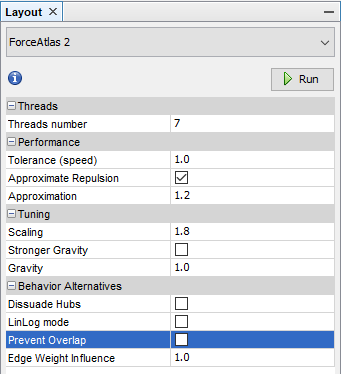 Layout
ForceAtlas 2
Run
Threads
Threads number 7
Performance
Tolerance (speed) 1.0
Approximate Repulsion
Approximation 1.2
Tuning
Scaling 1.8
Stronger Gravity
Gravity 1.0
Behavior Alternatives
Dissuade Hubs
LinLog mode
Prevent Overlap
Edge Weight Influence 1.0